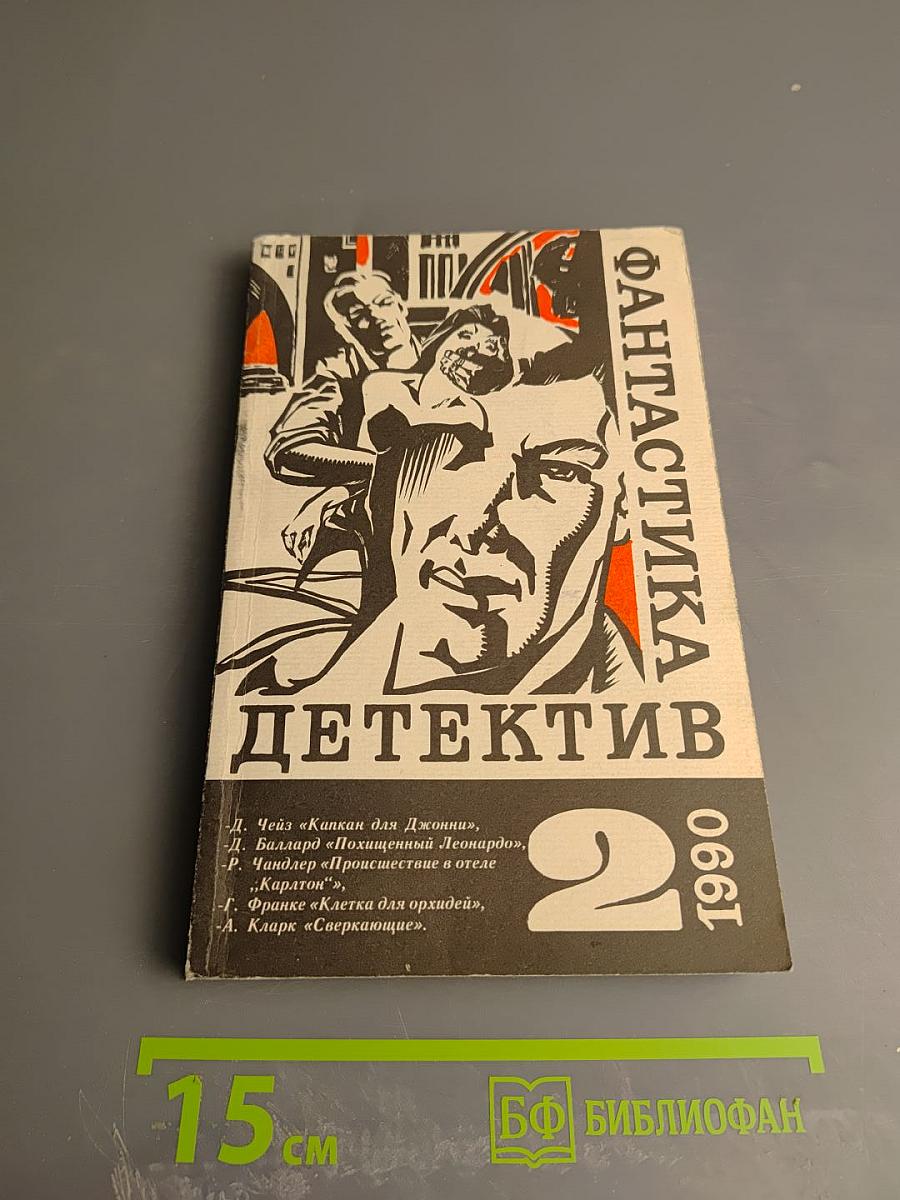 ФАНТАСТИКА
ДЕТЕКТИВ
-Д. Чейз «Капкан для Джонни»,
-Д. Баллард «Похищенный Леонардо»,
-Р. Чандлер «Происшествие в отеле
„Карлтон“»,
-Г. Франке «Клетка для орхидей»,
-А. Кларк «Сверкающие».
2
1990
15 см
БФ БИБЛИОФАН